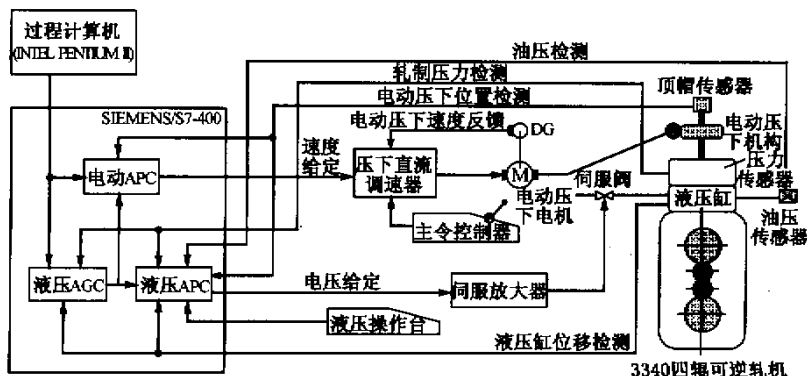 过程计算机
(INTEL PENTIUM II)
SIEMENS/S7-400
油压检测
轧制压力检测
电动压下位置检测
顶帽传感器
电动压下速度反馈
DG
电动压
下机构
速度
给定
电动APC
压下直流
调速器
M
伺服阀
压力
传感器
电动压
下电机
液压缸
主令控制器
油压
传感器
液压AGC
液压APC
电压给定
伺服放大器
液压操作台
液压缸位移检测
3340四辊可逆轧机